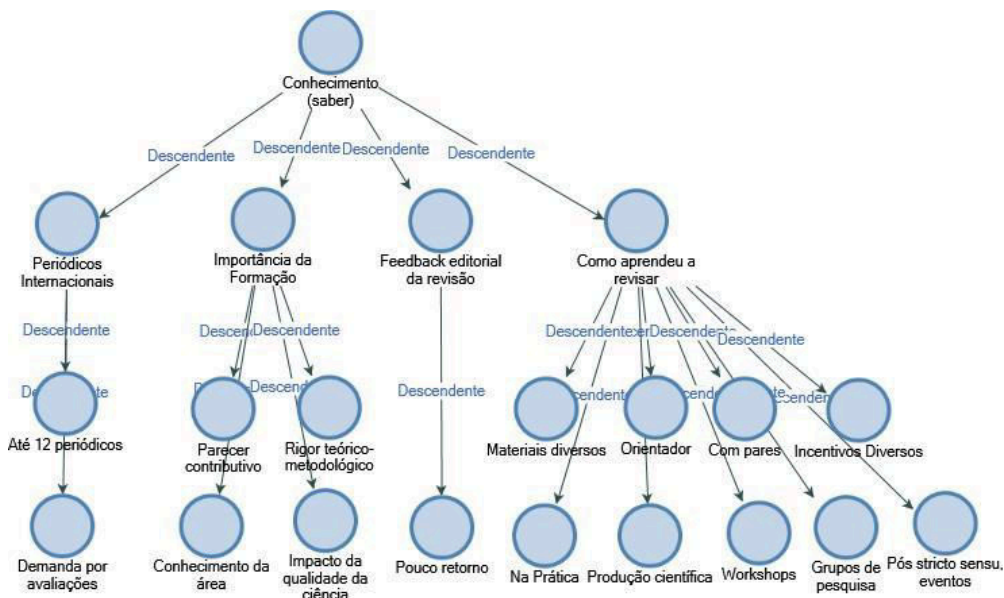 Conhecimento
(saber)
Descendente
Descendente
Descendente
Descendente
Periódicos
Internacionais
Importância da
Formação
Feedback editorial
da revisão
Como aprendeu a
revisar
Descendente
Descendente
Descendente
Descendente
Descendente
Descendente
Descendente
Até 12 periódicos
Parecer
contributivo
Rigor teórico-
metodológico
Materiais diversos
Orientador
Com pares
Incentivos Diversos
Demanda por
avaliações
Conhecimento da
área
Impacto da
qualidade da
ciência
Pouco retorno
Na Prática
Produção científica
Workshops
Grupos de
pesquisa
Pós stricto sensu,
eventos